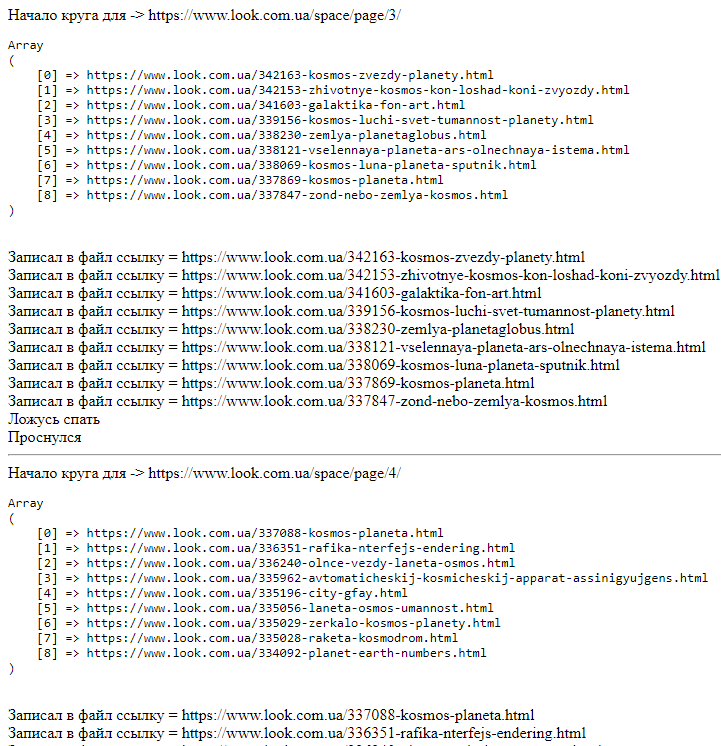 Начало круга для -> https://www.look.com.ua/space/page/3/
Array
(
[0] => https://www.look.com.ua/342163-kosmos-zvezdy-planety.html
[1] => https://www.look.com.ua/342153-zhivotnye-kosmos-kon-loshad-koni-zvyozdy.html
[2] => https://www.look.com.ua/341603-galaktika-fon-art.html
[3] => https://www.look.com.ua/339156-kosmos-luchi-svet-tumannost-planety.html
[4] => https://www.look.com.ua/338230-zemlya-planetaglobus.html
[5] => https://www.look.com.ua/338121-vselennaya-planeta-ars-olnechnaya-istema.html
[6] => https://www.look.com.ua/338069-kosmos-luna-planeta-sputnik.html
[7] => https://www.look.com.ua/337869-kosmos-planeta.html
[8] => https://www.look.com.ua/337847-zond-nebo-zemlya-kosmos.html
)
Записал в файл ссылку = https://www.look.com.ua/342163-kosmos-zvezdy-planety.html
Записал в файл ссылку = https://www.look.com.ua/342153-zhivotnye-kosmos-kon-loshad-koni-zvyozdy.html
Записал в файл ссылку = https://www.look.com.ua/341603-galaktika-fon-art.html
Записал в файл ссылку = https://www.look.com.ua/339156-kosmos-luchi-svet-tumannost-planety.html
Записал в файл ссылку = https://www.look.com.ua/338230-zemlya-planetaglobus.html
Записал в файл ссылку = https://www.look.com.ua/338121-vselennaya-planeta-ars-olnechnaya-istema.html
Записал в файл ссылку = https://www.look.com.ua/338069-kosmos-luna-planeta-sputnik.html
Записал в файл ссылку = https://www.look.com.ua/337869-kosmos-planeta.html
Записал в файл ссылку = https://www.look.com.ua/337847-zond-nebo-zemlya-kosmos.html
Ложусь спать
Проснулся
Начало круга для -> https://www.look.com.ua/space/page/4/
Array
(
[0] => https://www.look.com.ua/337088-kosmos-planeta.html
[1] => https://www.look.com.ua/336351-rafika-nterfejs-endering.html
[2] => https://www.look.com.ua/336240-olnce-vezdy-laneta-osmos.html
[3] => https://www.look.com.ua/335962-avtomaticheskij-kosmicheskij-apparat-assinigyujgens.html
[4] => https://www.look.com.ua/335196-city-gfay.html
[5] => https://www.look.com.ua/335056-laneta-osmos-umannost.html
[6] => https://www.look.com.ua/335029-zerkalo-kosmos-planety.html
[7] => https://www.look.com.ua/335028-raketa-kosmodrom.html
[8] => https://www.look.com.ua/334092-planet-earth-numbers.html
)
Записал в файл ссылку = https://www.look.com.ua/337088-kosmos-planeta.html
Записал в файл ссылку = https://www.look.com.ua/336351-rafika-nterfejs-endering.html